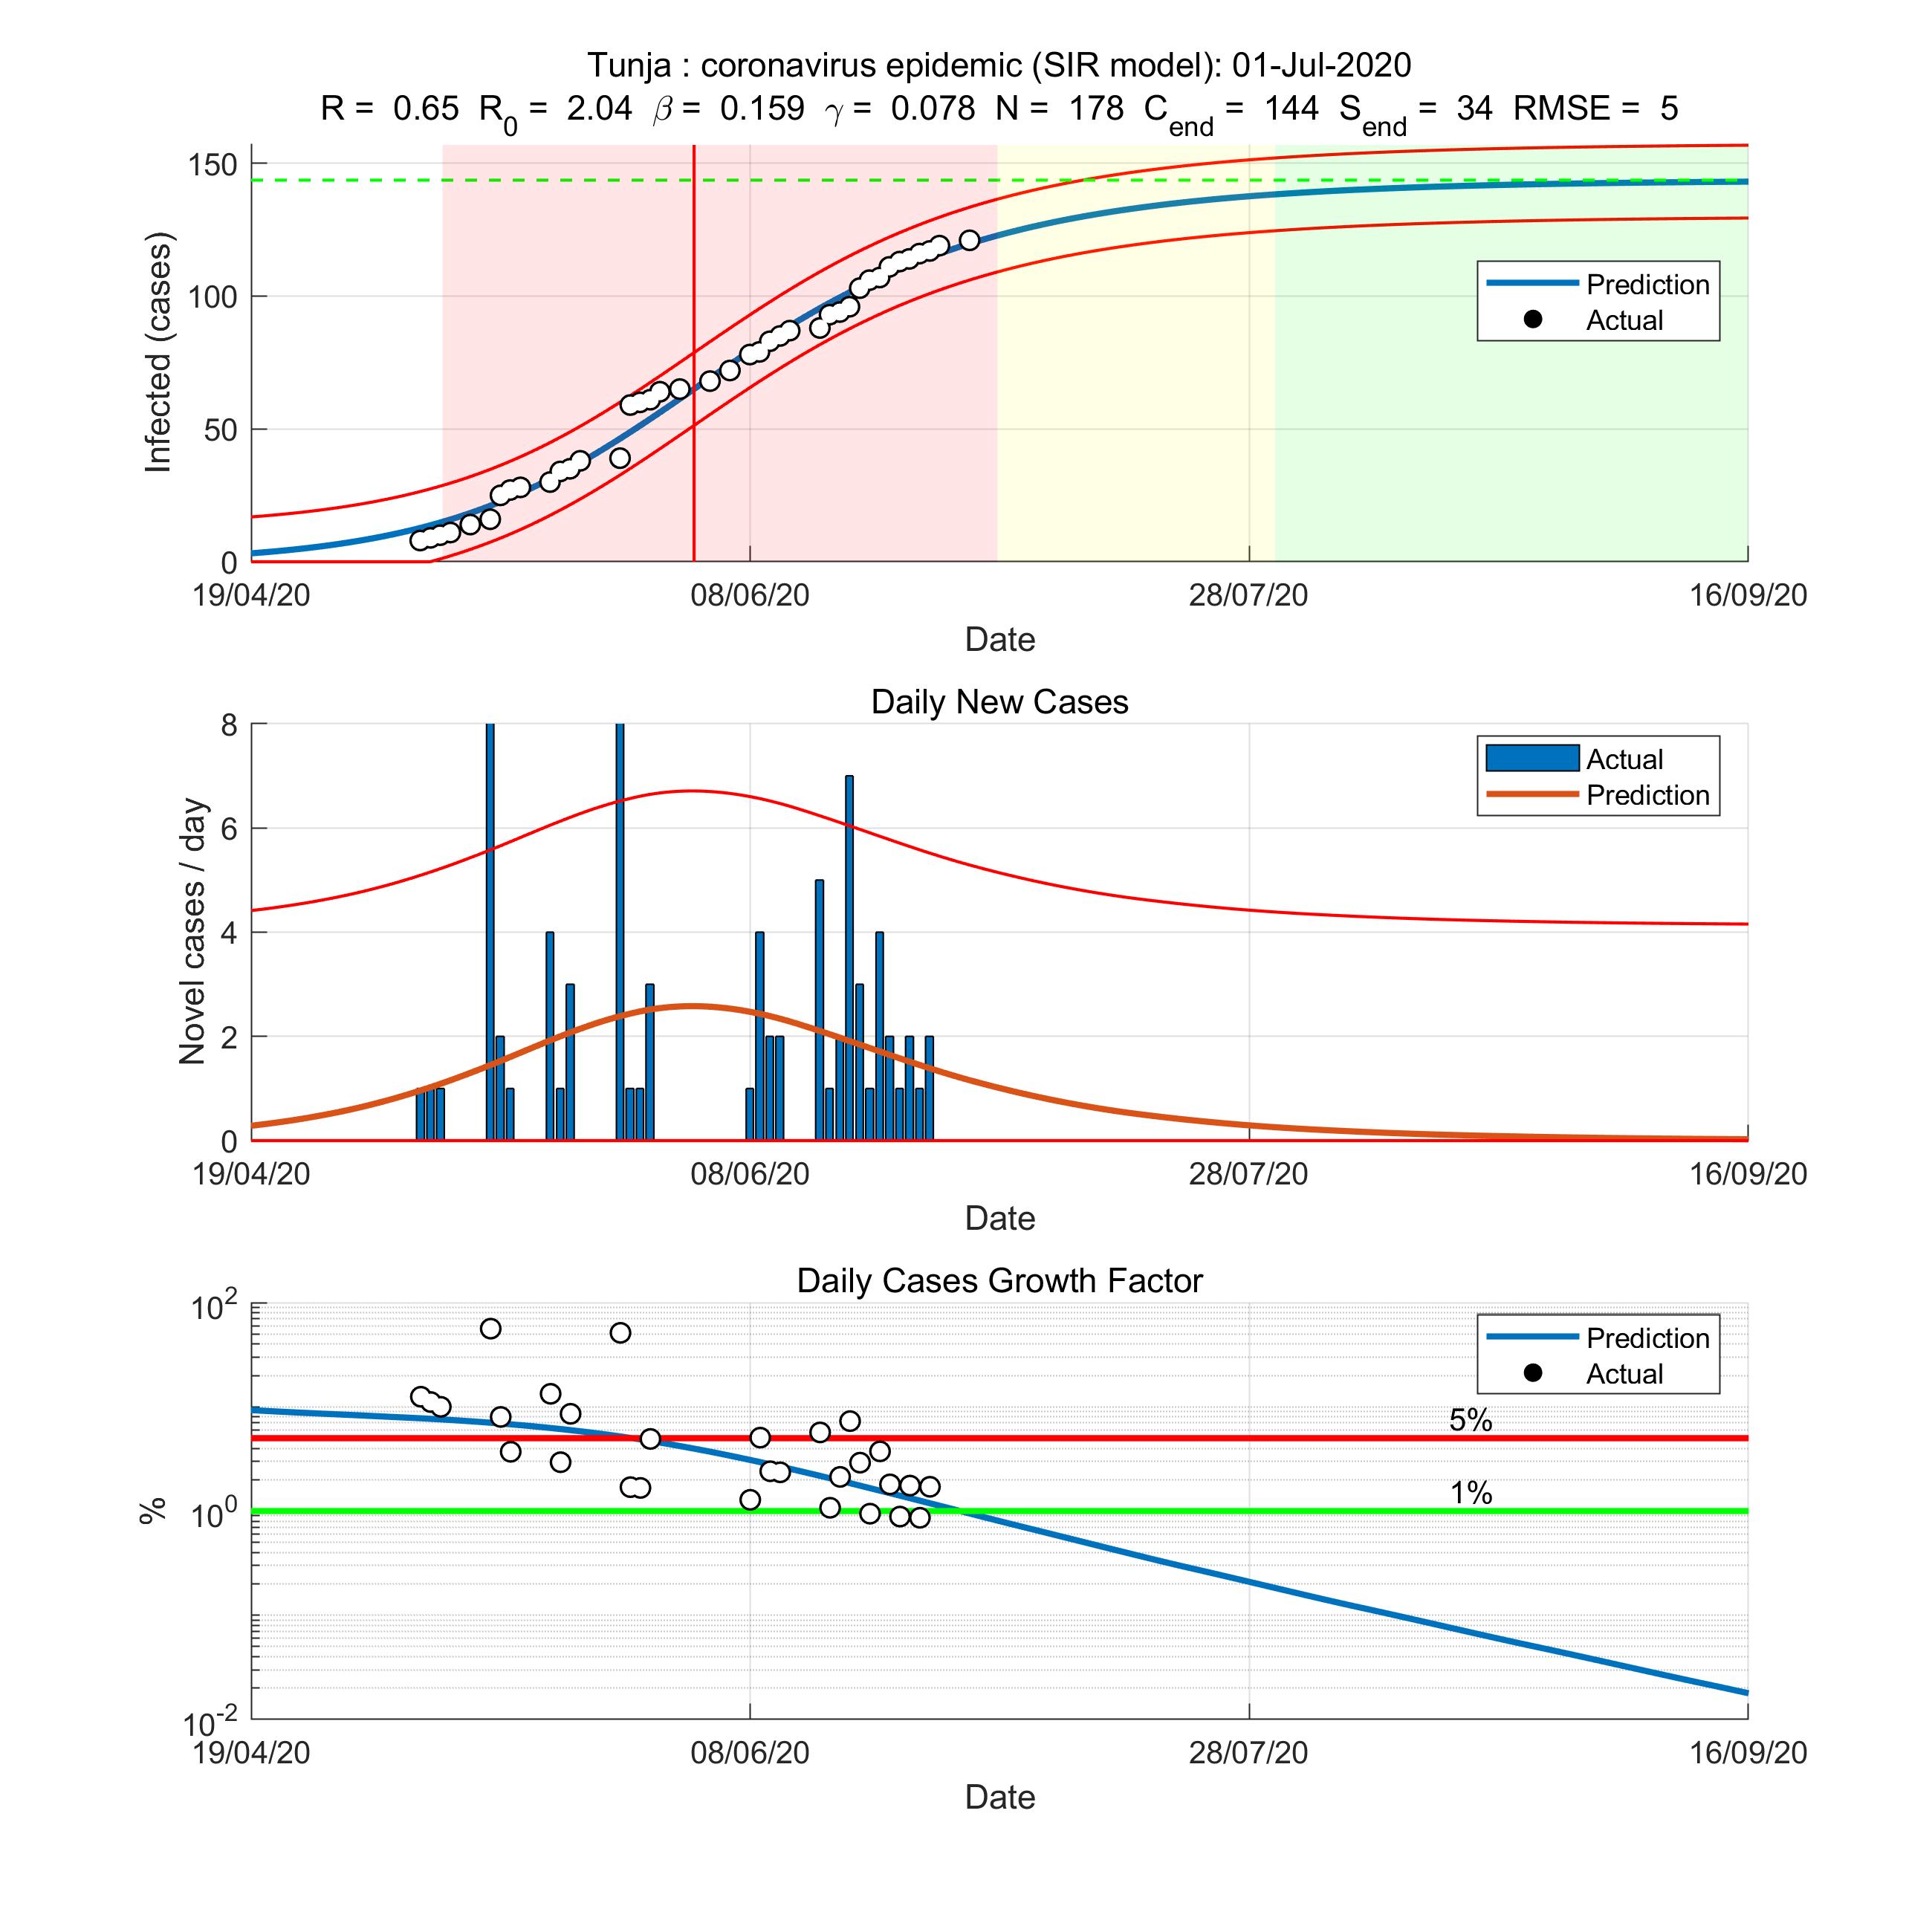 Tunja : coronavirus epidemic (SIR model): 01-Jul-2020
R = 0.65 R0 = 2.04 β = 0.159 γ = 0.078 N = 178 Cend = 144 Send = 34 RMSE = 5
150
100
50
0
Infected (cases)
Prediction
Actual
19/04/20 08/06/20 28/07/20 16/09/20
Date
Daily New Cases
8
6
4
2
0
Novel cases / day
Actual
Prediction
19/04/20 08/06/20 28/07/20 16/09/20
Date
Daily Cases Growth Factor
10^2
10^0
10^-2
%
Prediction
Actual
5%
1%
19/04/20 08/06/20 28/07/20 16/09/20
Date